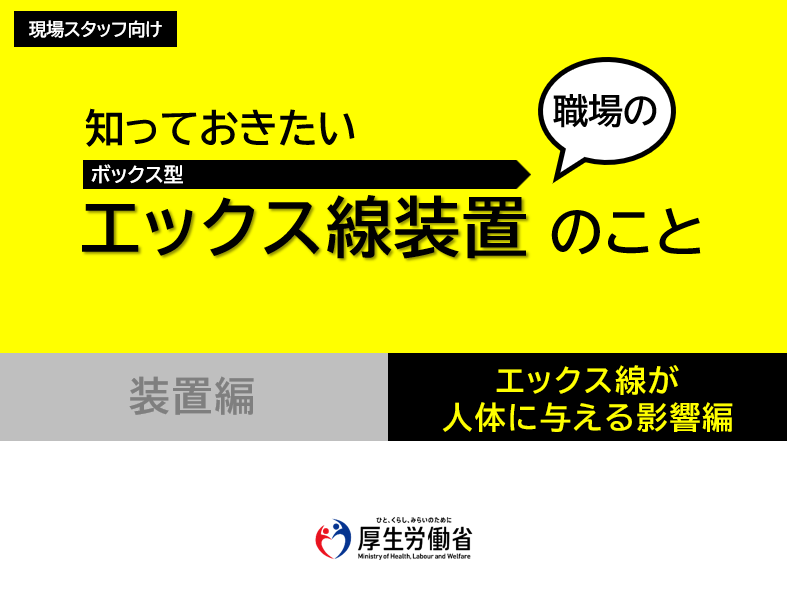 現場スタッフ向け
知っておきたい
職場の
ボックス型
エックス線装置 のこと
装置編
エックス線が
人体に与える影響編
ひと、くらし、みらいのために
厚生労働省
Ministry of Health, Labour and Welfare